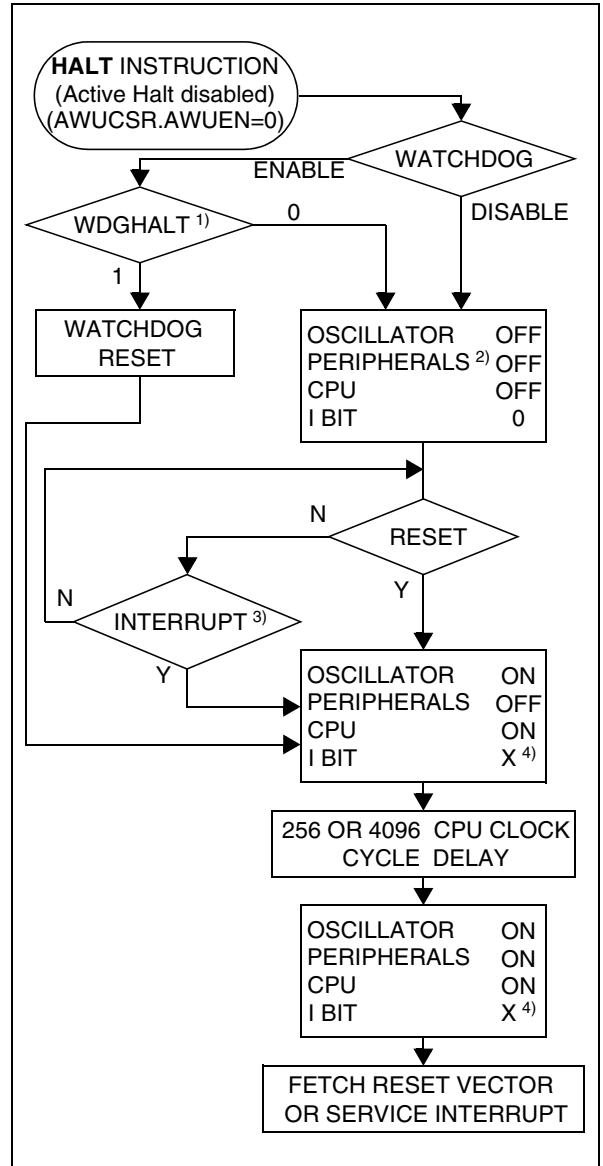 HALT INSTRUCTION
(Active Halt disabled)
(AWUCSR.AWUEN=0)
WATCHDOG
ENABLE
DISABLE
WDGHALT 1)
0
1
WATCHDOG
RESET
OSCILLATOR OFF
PERIPHERALS 2) OFF
CPU OFF
I BIT 0
RESET
N
Y
INTERRUPT 3)
N
Y
OSCILLATOR ON
PERIPHERALS OFF
CPU ON
I BIT X 4)
256 OR 4096 CPU CLOCK
CYCLE DELAY
OSCILLATOR ON
PERIPHERALS ON
CPU ON
I BIT X 4)
FETCH RESET VECTOR
OR SERVICE INTERRUPT